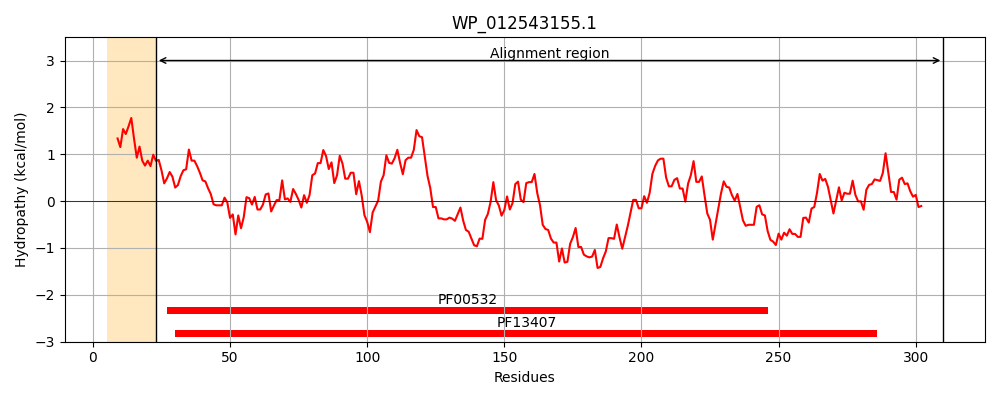 WP_012543155.1
Alignment region
Hydropathy (kcal/mol)
3
2
1
0
−1
−2
−3
PF00532
PF13407
0 50 100 150 200 250 300
Residues